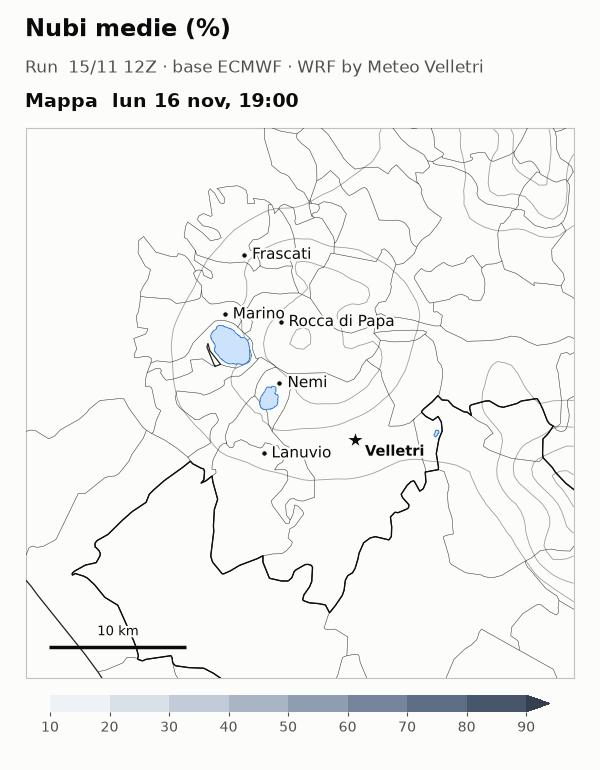 Nubi medie (%)
Run 15/11 12Z · base ECMWF · WRF by Meteo Velletri
Mappa lun 16 nov, 19:00
Frascati
Marino
Rocca di Papa
Nemi
Velletri
Lanuvio
10 km
10 20 30 40 50 60 70 80 90